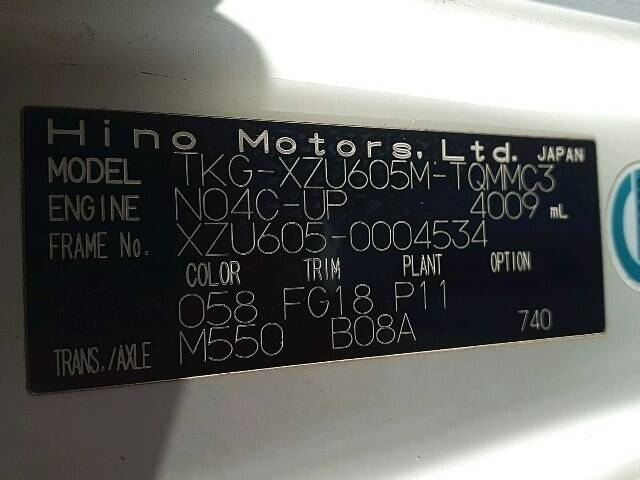 Hino Motors, Ltd. JAPAN
MODEL TKG-XZU605M-TQMMC3
ENGINE N04C-UP 4009 mL
FRAME No. XZU605-0004534
COLOR TRIM PLANT OPTION
058 FG18 P11
TRANS./AXLE M550 B08A 740